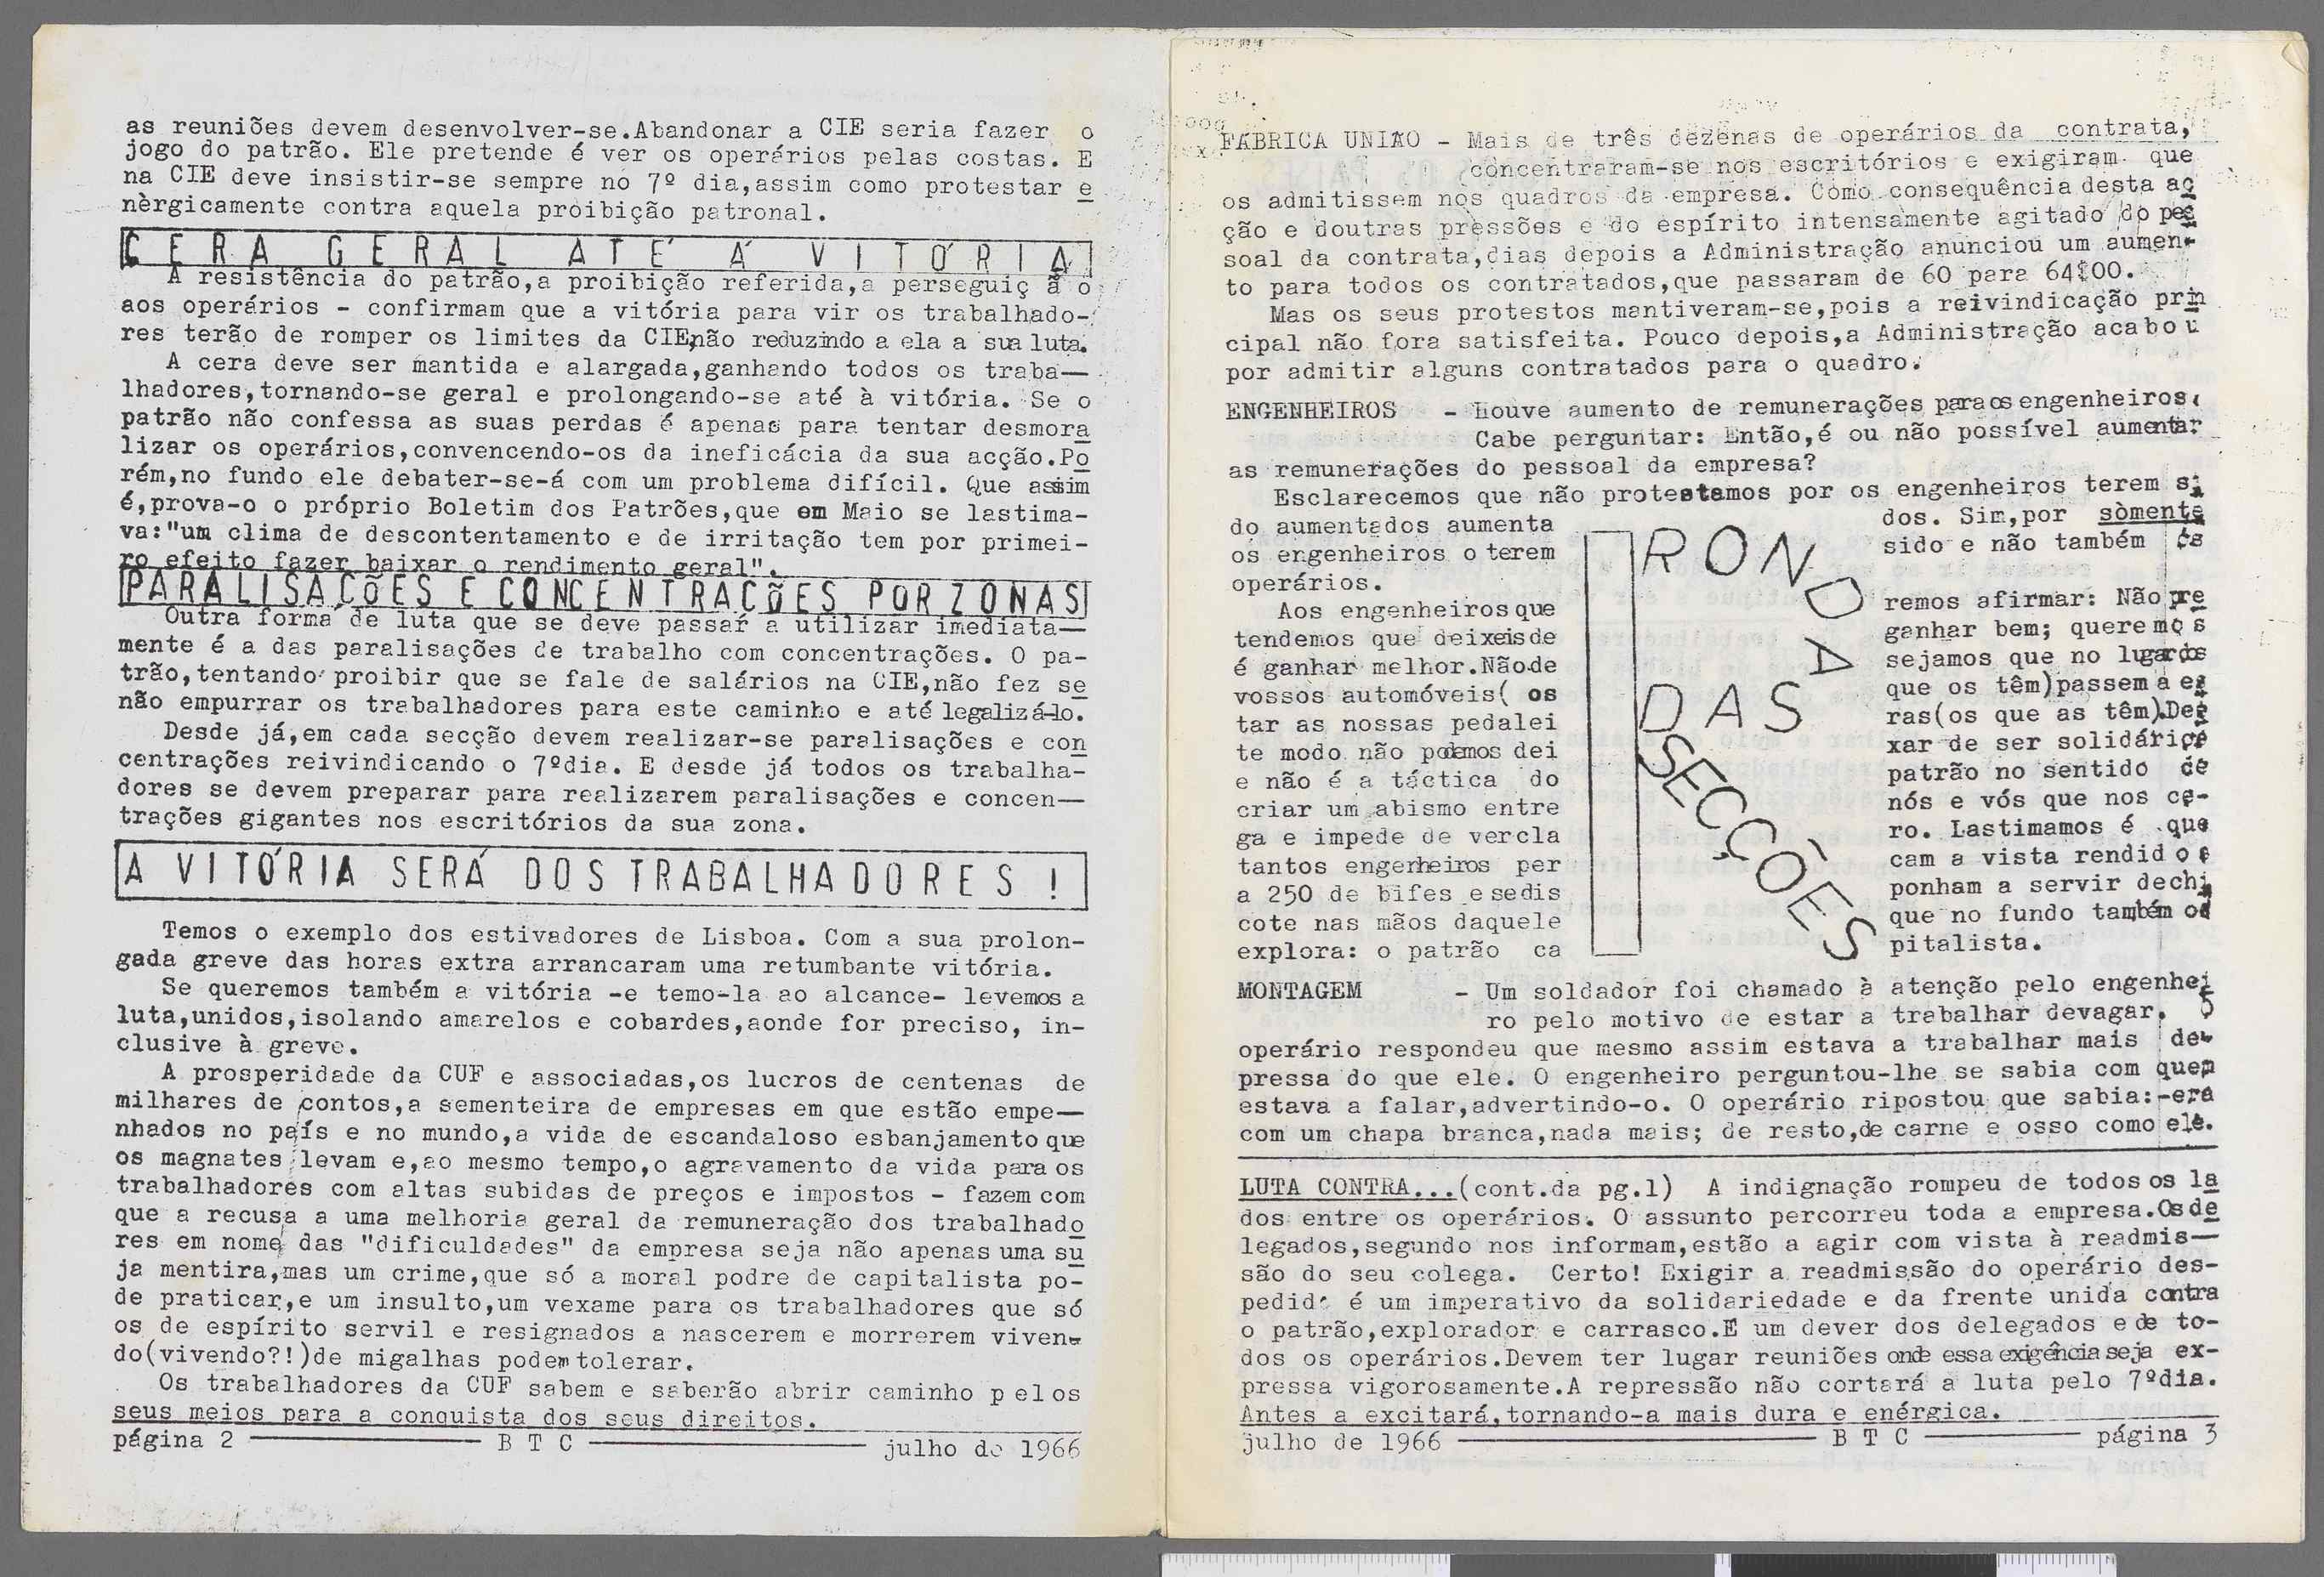 as reuniões devem desenvolver-se.Abandonar a CIE seria fazer o
jogo do patrão. Ele pretende é ver os operários pelas costas. E
na CIE deve insistir-se sempre no 7º dia,assim como protestar e
nèrgicamente contra aquela proibição patronal.
CERA GERAL ATÉ Á VITÓRIA
A resistência do patrão,a proibição referida,a perseguiç ã o
aos operários - confirmam que a vitória para vir os trabalhado-
res terão de romper os limites da CIE,não reduzindo a ela a sua luta.
A cera deve ser mantida e alargada,ganhando todos os traba—
lhadores,tornando-se geral e prolongando-se até à vitória. Se o
patrão não confessa as suas perdas é apenas para tentar desmora
lizar os operários,convencendo-os da ineficácia da sua acção.Po
rém,no fundo ele debater-se-á com um problema difícil. Que assim
é,prova-o o próprio Boletim dos Patrões,que em Maio se lastima-
va:"um clima de descontentamento e de irritação tem por primei-
ro efeito fazer baixar o rendimento geral".
PARALISAÇÕES E CONCENTRAÇÕES POR ZONAS
Outra forma de luta que se deve passar a utilizar imediata—
mente é a das paralisações de trabalho com concentrações. O pa-
trão,tentando proibir que se fale de salários na CIE,não fez se
não empurrar os trabalhadores para este caminho e até legalizá-lo.
Desde já,em cada secção devem realizar-se paralisações e con
centrações reivindicando o 7ºdia. E desde já todos os trabalha-
dores se devem preparar para realizarem paralisações e concen—
trações gigantes nos escritórios da sua zona.
A VITÓRIA SERÁ DOS TRABALHADORES !
Temos o exemplo dos estivadores de Lisboa. Com a sua prolon-
gada greve das horas extra arrancaram uma retumbante vitória.
Se queremos também a vitória -e temo-la ao alcance- levemos a
luta,unidos,isolando amarelos e cobardes,aonde for preciso, in-
clusive à greve.
A prosperidade da CUF e associadas,os lucros de centenas de
milhares de contos,a sementeira de empresas em que estão empe—
nhados no país e no mundo,a vida de escandaloso esbanjamento que
os magnates levam e,ao mesmo tempo,o agravamento da vida para os
trabalhadores com altas subidas de preços e impostos - fazem com
que a recusa a uma melhoria geral da remuneração dos trabalhado
res em nome das "dificuldades" da empresa seja não apenas uma su
ja mentira,mas um crime,que só a moral podre de capitalista po-
de praticar,e um insulto,um vexame para os trabalhadores que só
os de espírito servil e resignados a nascerem e morrerem viven-
do(vivendo?!)de migalhas podem tolerar.
Os trabalhadores da CUF sabem e saberão abrir caminho pelos
seus meios para a conquista dos seus direitos.
página 2 ——— B T C ——— julho de 1966
FÁBRICA UNIÃO - Mais de três dezenas de operários da contrata,
concentraram-se nos escritórios e exigiram que
os admitissem nos quadros da empresa. Como consequência desta ac
ção e doutras pressões e do espírito intensamente agitado do pes
soal da contrata,dias depois a Administração anunciou um aumen-
to para todos os contratados,que passaram de 60 para 64$00.
Mas os seus protestos mantiveram-se,pois a reivindicação prin
cipal não fora satisfeita. Pouco depois,a Administração acabou
por admitir alguns contratados para o quadro.
ENGENHEIROS - Houve aumento de remunerações para os engenheiros.
Cabe perguntar: Então,é ou não possível aumentar
as remunerações do pessoal da empresa?
Esclarecemos que não protestamos por os engenheiros terem si
do aumentados aumenta dos. Sim,por sòmente
os engenheiros o terem sido e não também os
operários.
Aos engenheiros que remos afirmar: Não pre
tendemos que deixeis de ganhar bem; queremos
é ganhar melhor.Não de sejamos que no lugar dos
vossos automóveis( os que os têm)passem a es
tar as nossas pedalei ras(os que as têm).Des
te modo não podemos dei xar de ser solidários
e não é a táctica do patrão no sentido de
criar um abismo entre nós e vós que nos ce-
ga e impede de ver cla ro. Lastimamos é que
tantos engenheiros per cam a vista rendidos
a 250 de bifes e se dis ponham a servir de chi
cote nas mãos daquele que no fundo também os
explora: o patrão ca pitalista.
RONDA
DAS
SECÇÕES
MONTAGEM - Um soldador foi chamado à atenção pelo engenhei
ro pelo motivo de estar a trabalhar devagar. O
operário respondeu que mesmo assim estava a trabalhar mais de-
pressa do que ele. O engenheiro perguntou-lhe se sabia com quem
estava a falar,advertindo-o. O operário ripostou que sabia:-era
com um chapa branca,nada mais; de resto,de carne e osso como ele.
LUTA CONTRA...(cont.da pg.1) A indignação rompeu de todos os la
dos entre os operários. O assunto percorreu toda a empresa.Os de
legados,segundo nos informam,estão a agir com vista à readmis—
são do seu colega. Certo! Exigir a readmissão do operário des-
pedido é um imperativo da solidariedade e da frente unida contra
o patrão,explorador e carrasco.E um dever dos delegados e de to-
dos os operários.Devem ter lugar reuniões onde essa exigência seja ex-
pressa vigorosamente.A repressão não cortará a luta pelo 7ºdia.
Antes a excitará,tornando-a mais dura e enérgica.
julho de 1966 ——— B T C ——— página 3